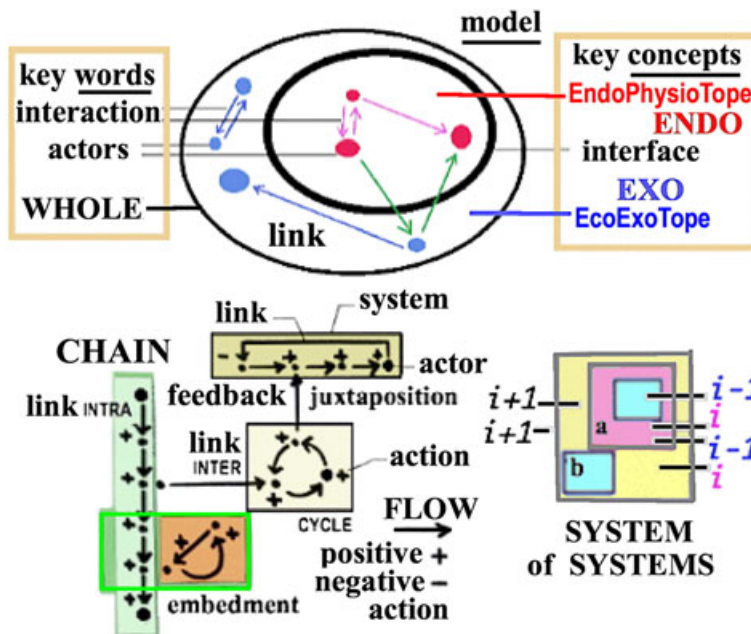 model
key words
interaction
actors
WHOLE
link
key concepts
EndoPhysioTope
ENDO
interface
EXO
EcoExoTope
link
system
CHAIN
actor
feedback
juxtaposition
link INTRA
link
INTER
action
CYCLE
FLOW
positive +
negative -
action
embedment
i+1
i+1
a
b
i-1
i
i-1
i
SYSTEM
of SYSTEMS